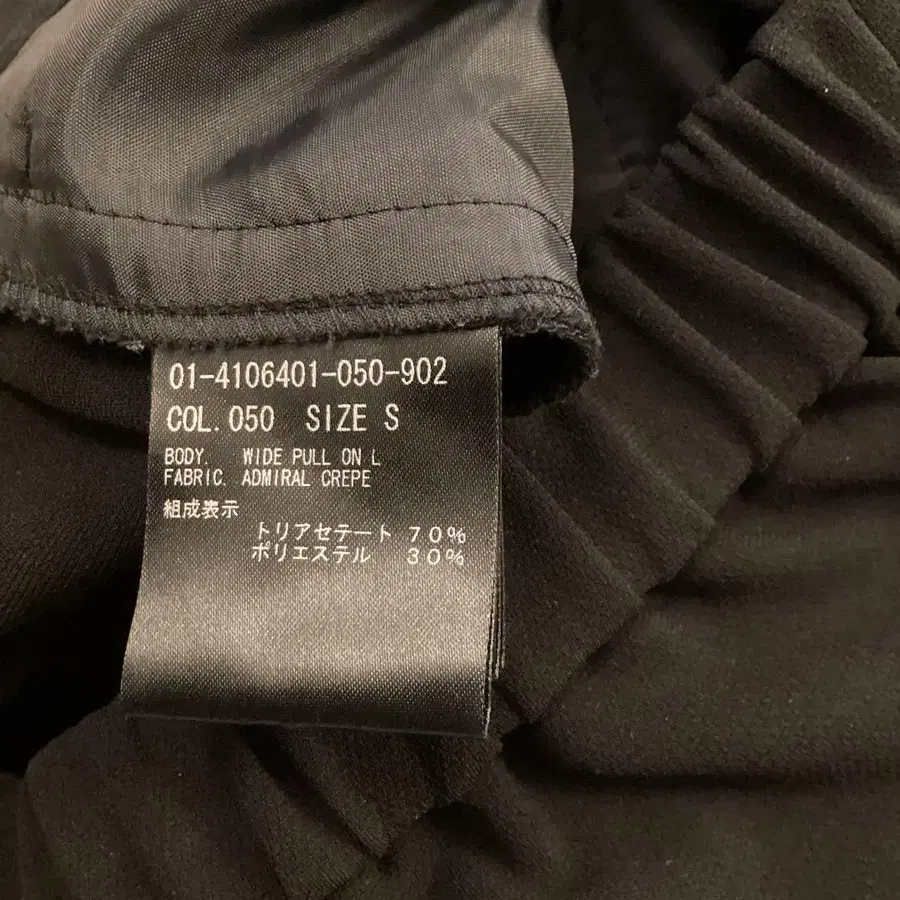 01-4106401-050-902
COL. 050 SIZE S
BODY. WIDE PULL ON L
FABRIC. ADMIRAL CREPE
組成表示
トリアセテート 70%
ポリエステル 30%